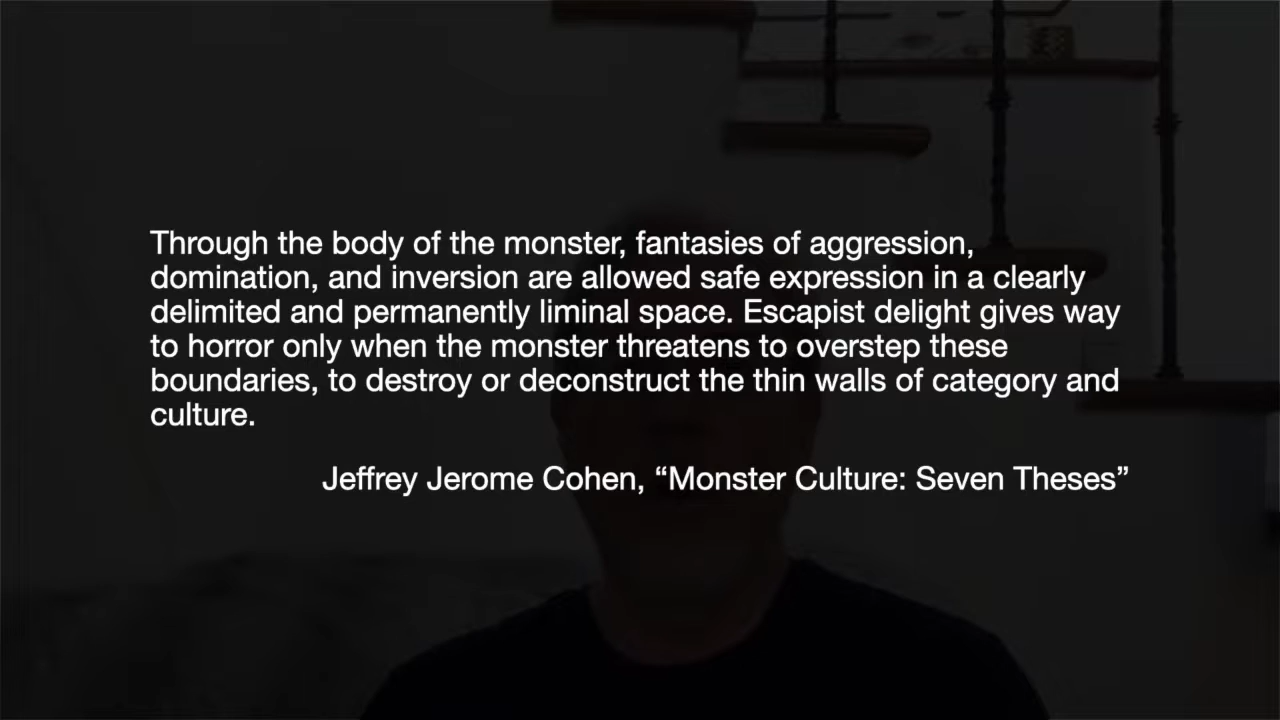 Through the body of the monster, fantasies of aggression,
domination, and inversion are allowed safe expression in a clearly
delimited and permanently liminal space. Escapist delight gives way
to horror only when the monster threatens to overstep these
boundaries, to destroy or deconstruct the thin walls of category and
culture.
Jeffrey Jerome Cohen, “Monster Culture: Seven Theses”